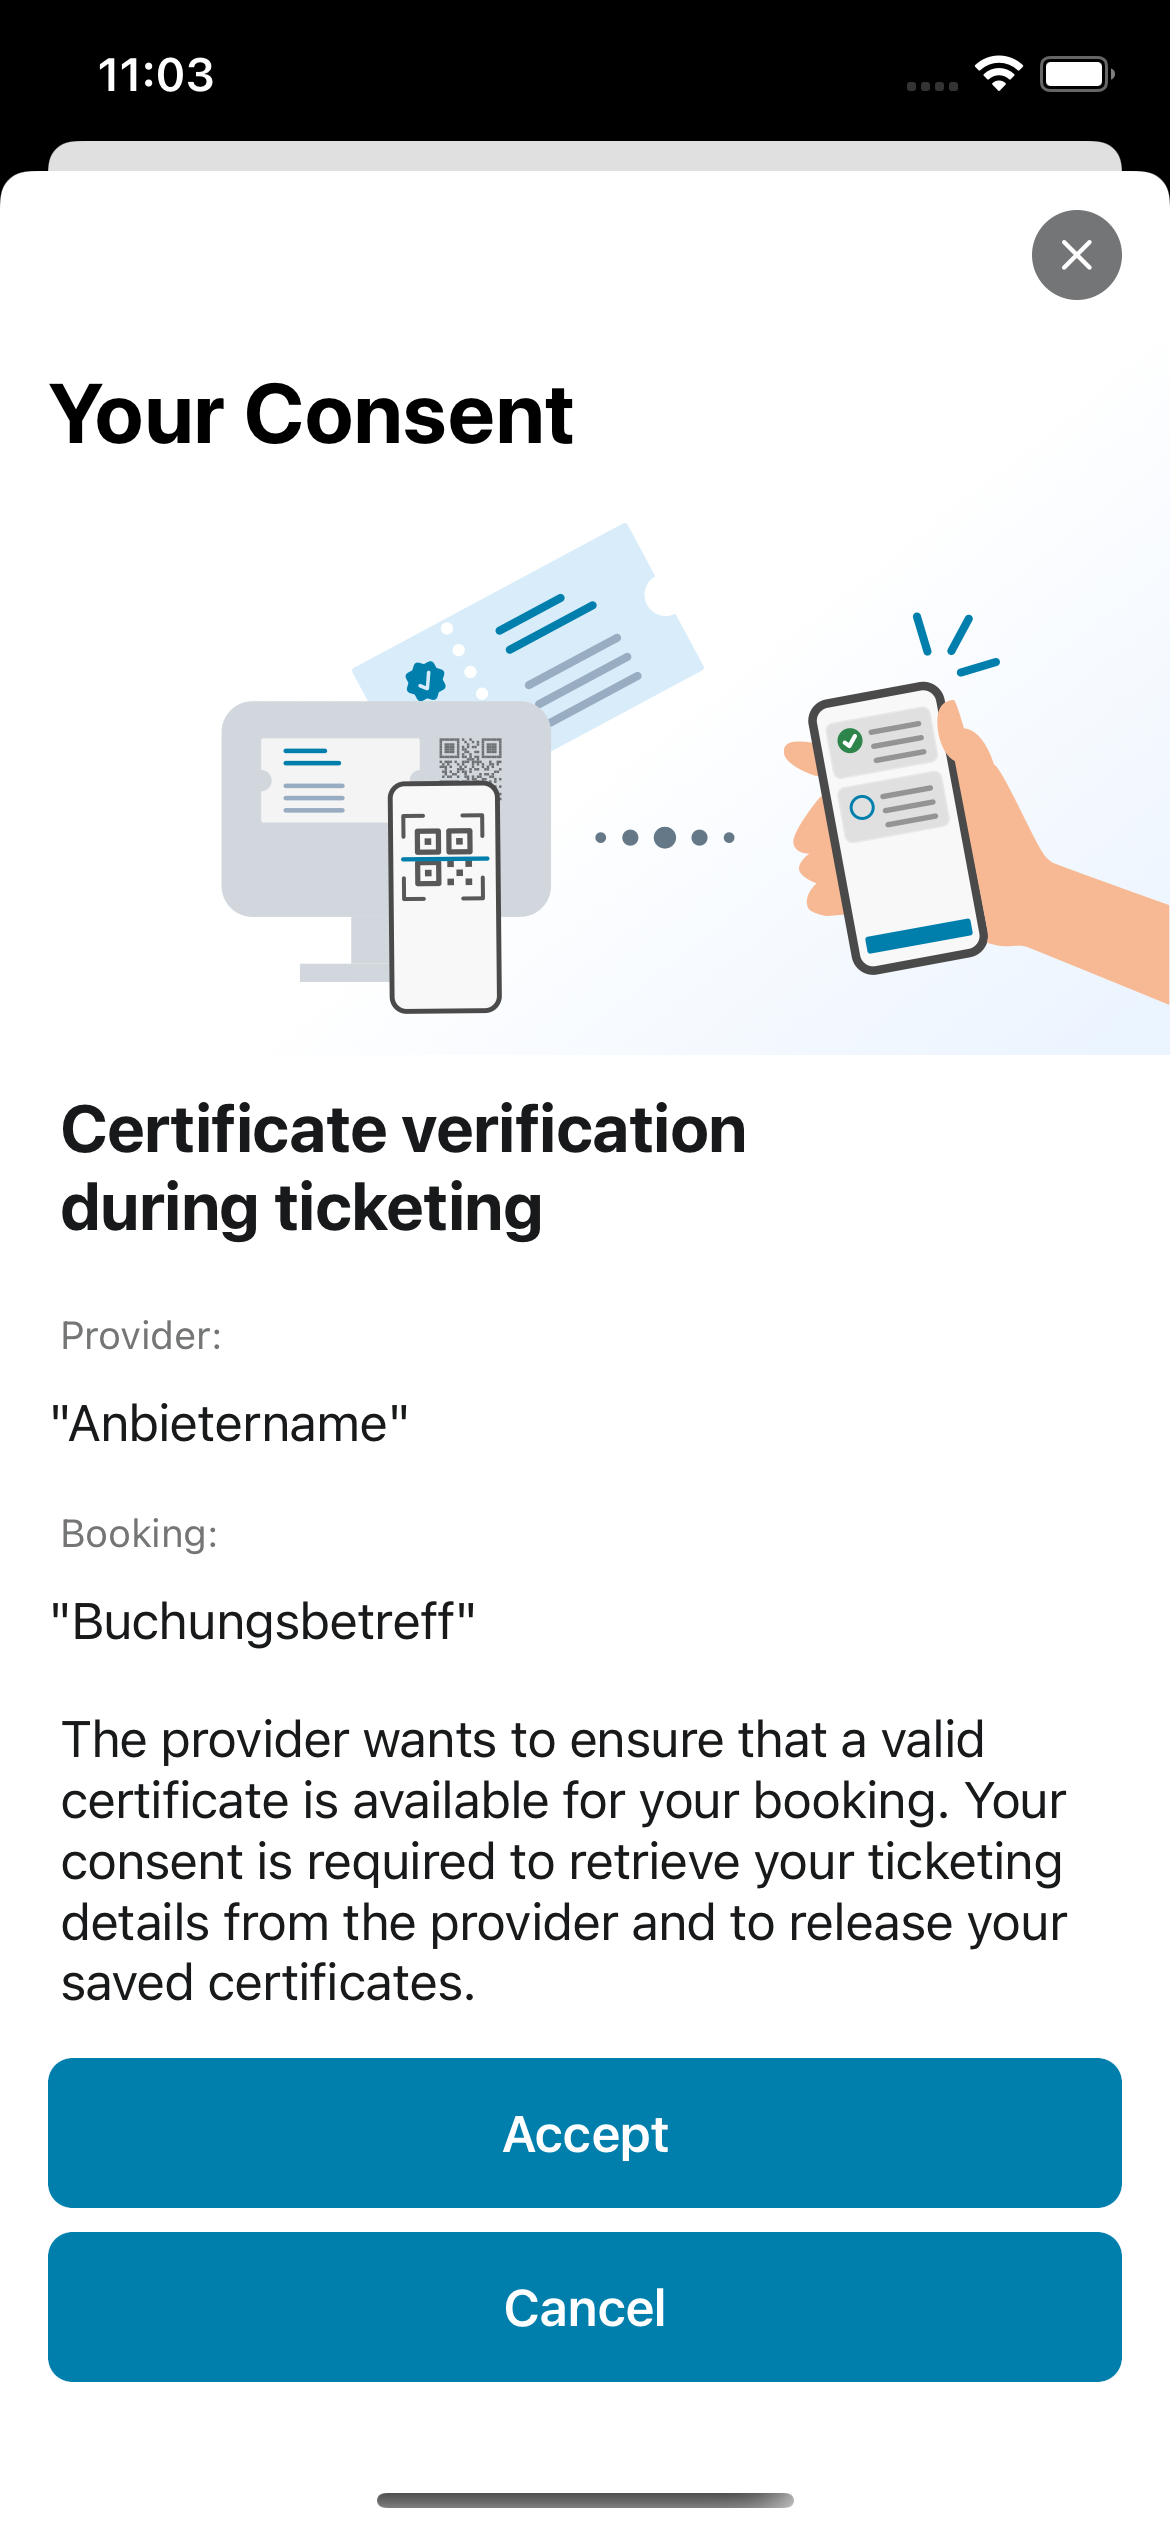 11:03
Your Consent
Certificate verification
during ticketing
Provider:
"Anbietername"
Booking:
"Buchungsbetreff"
The provider wants to ensure that a valid
certificate is available for your booking. Your
consent is required to retrieve your ticketing
details from the provider and to release your
saved certificates.
Accept
Cancel